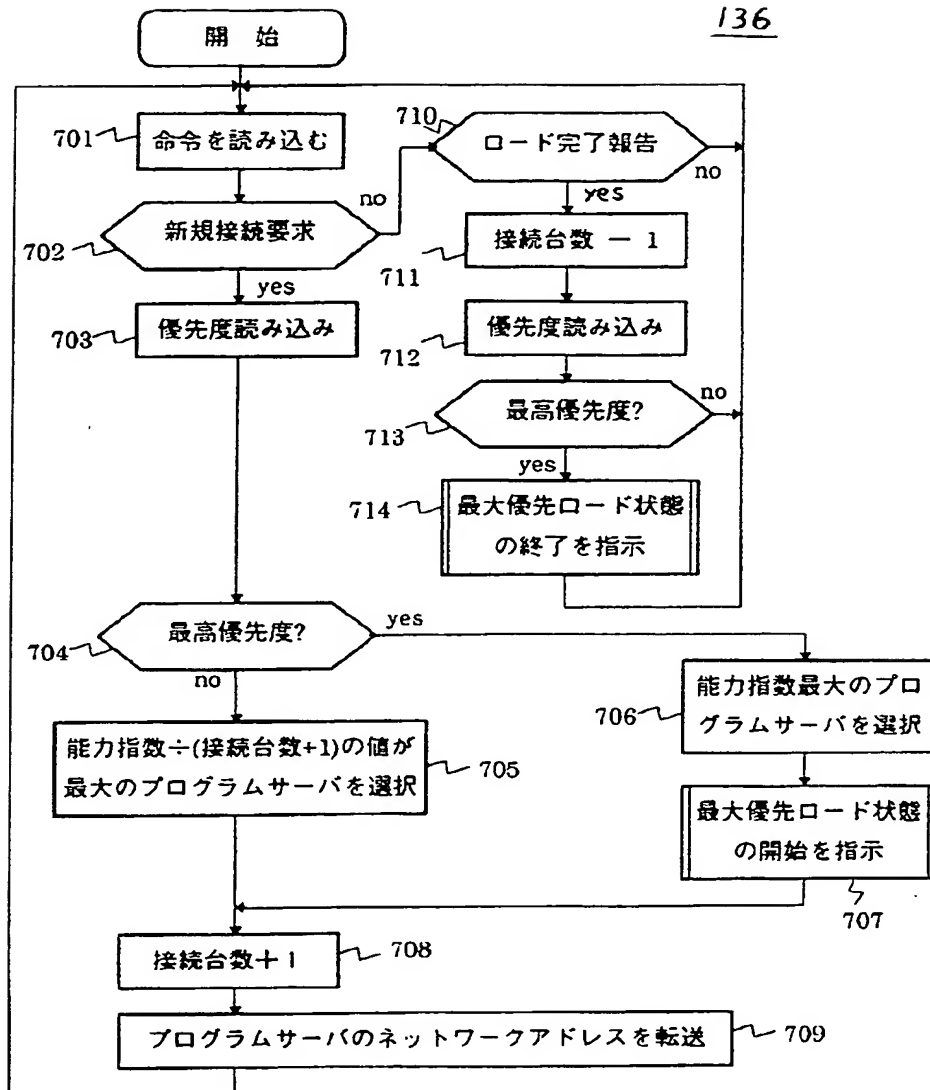 136
開 始
701
命令を読み込む
710
ロード完了報告
no
no
yes
702
新規接続要求
711
接続台数 － 1
yes
703
優先度読み込み
712
優先度読み込み
713
最高優先度?
no
yes
714
最大優先ロード状態
の終了を指示
704
最高優先度?
yes
no
706
能力指数最大のプロ
グラムサーバを選択
能力指数÷(接続台数+1)の値が
最大のプログラムサーバを選択
705
最大優先ロード状態
の開始を指示
707
接続台数＋1
708
プログラムサーバのネットワークアドレスを転送
709